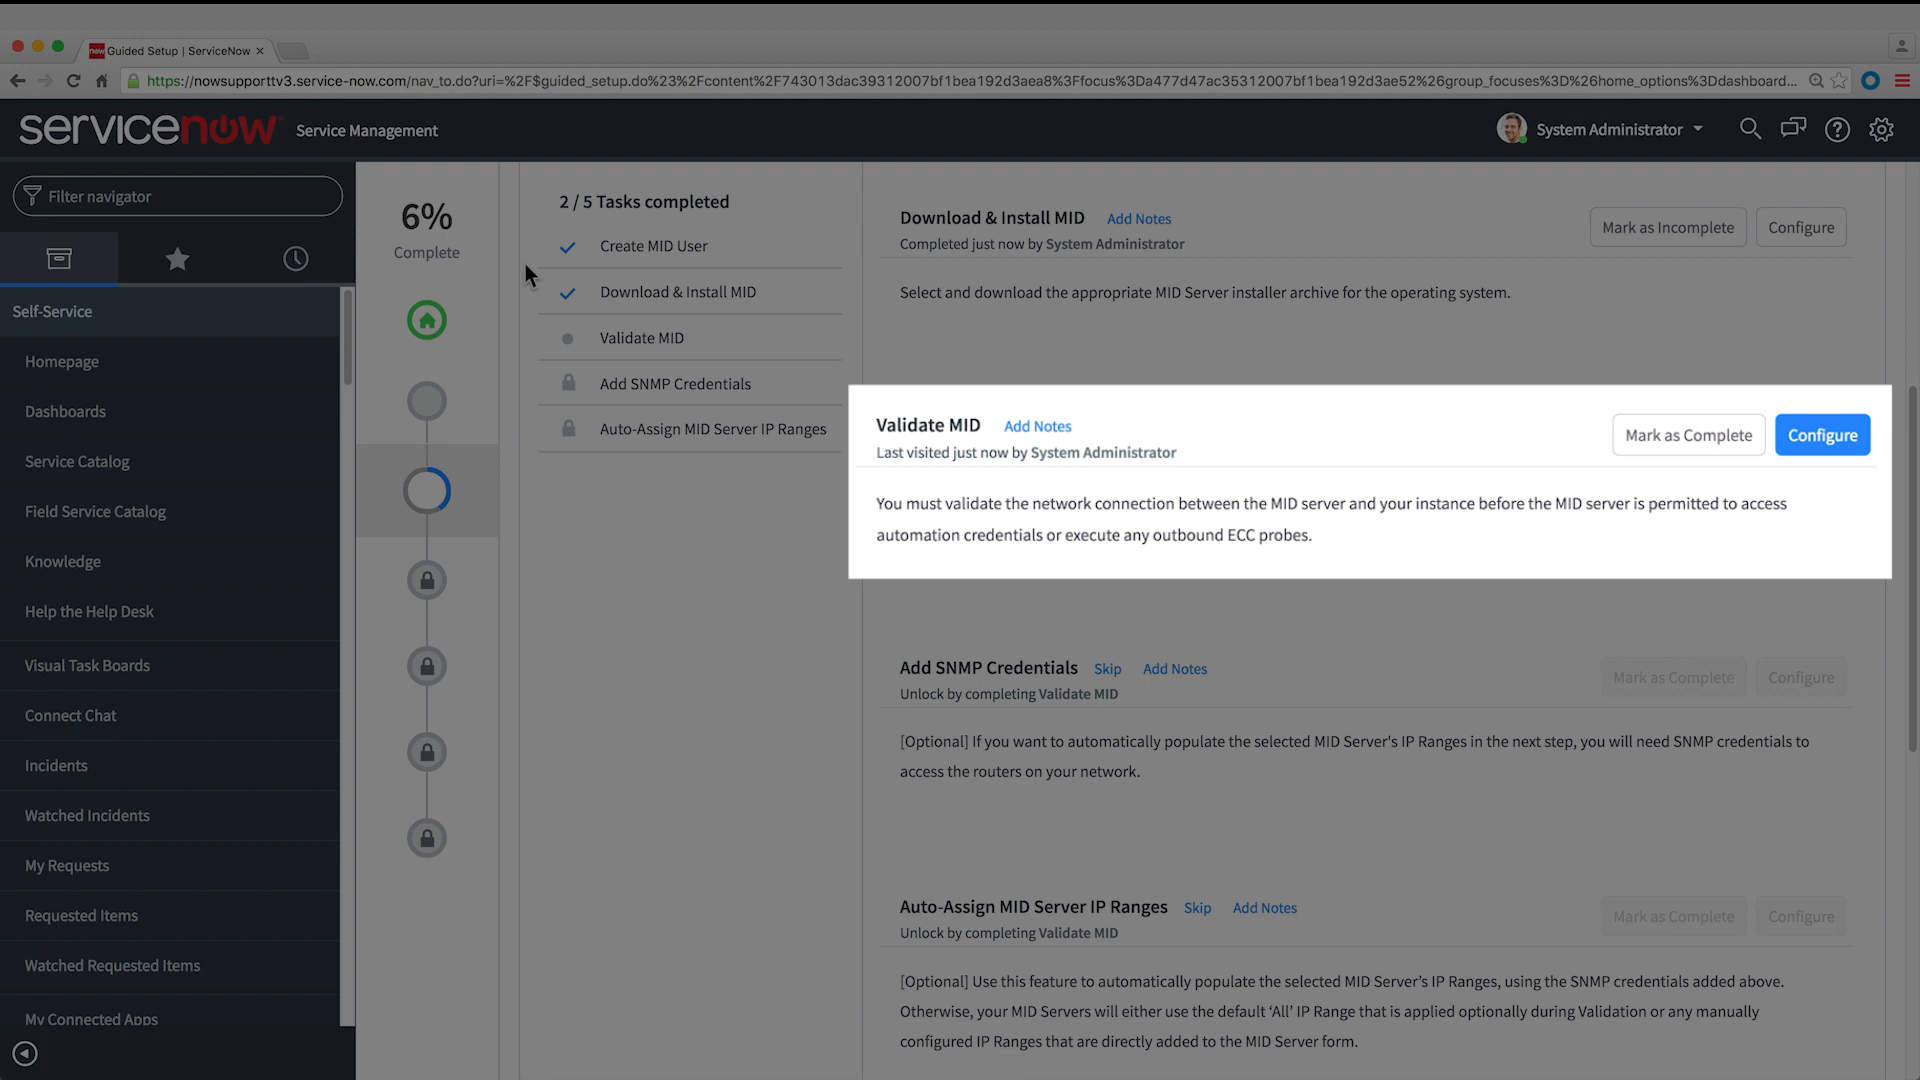 Guided Setup | ServiceNow ×
https://nowsupporttv3.service-now.com/nav_to.do?uri=%2F$guided_setup.do%23%2Fcontent%2F743013dac39312007bf1bea192d3aea8%3Ffocus%3Da477d47ac35312007bf1bea192d3ae52%26group_focuses%3D%26home_options%3Ddashboard...
servicenow Service Management
System Administrator
Filter navigator
Self-Service
Homepage
Dashboards
Service Catalog
Field Service Catalog
Knowledge
Help the Help Desk
Visual Task Boards
Connect Chat
Incidents
Watched Incidents
My Requests
Requested Items
Watched Requested Items
My Connected Apps
6%
Complete
2 / 5 Tasks completed
Create MID User
Download & Install MID
Validate MID
Add SNMP Credentials
Auto-Assign MID Server IP Ranges
Download & Install MID Add Notes
Completed just now by System Administrator
Mark as Incomplete Configure
Select and download the appropriate MID Server installer archive for the operating system.
Validate MID Add Notes
Last visited just now by System Administrator
Mark as Complete Configure
You must validate the network connection between the MID server and your instance before the MID server is permitted to access
automation credentials or execute any outbound ECC probes.
Add SNMP Credentials Skip Add Notes
Unlock by completing Validate MID
Mark as Complete Configure
[Optional] If you want to automatically populate the selected MID Server's IP Ranges in the next step, you will need SNMP credentials to
access the routers on your network.
Auto-Assign MID Server IP Ranges Skip Add Notes
Unlock by completing Validate MID
Mark as Complete Configure
[Optional] Use this feature to automatically populate the selected MID Server’s IP Ranges, using the SNMP credentials added above.
Otherwise, your MID Servers will either use the default ‘All’ IP Range that is applied optionally during Validation or any manually
configured IP Ranges that are directly added to the MID Server form.